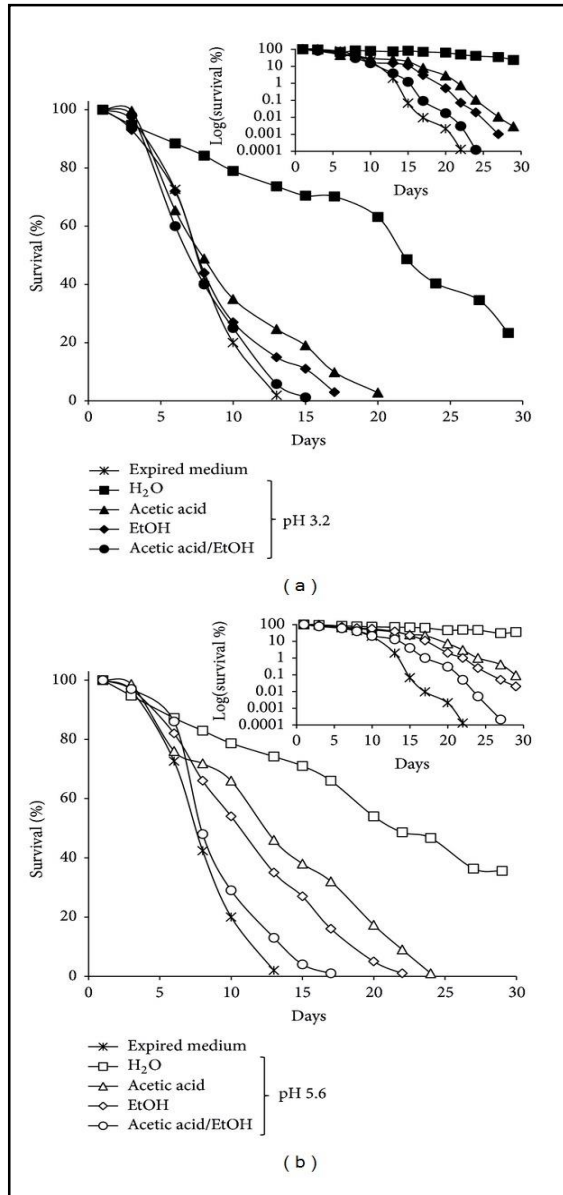 100
10
1
0.1
0.01
0.001
0.0001
Log(survival %)
0 5 10 15 20 25 30
Days
100
80
60
40
20
0
Survival (%)
0 5 10 15 20 25 30
Days
Expired medium
H₂O
Acetic acid
EtOH
Acetic acid/EtOH
pH 3.2
(a)
100
10
1
0.1
0.01
0.001
0.0001
Log(survival %)
0 5 10 15 20 25 30
Days
100
80
60
40
20
0
Survival (%)
0 5 10 15 20 25 30
Days
Expired medium
H₂O
Acetic acid
EtOH
Acetic acid/EtOH
pH 5.6
(b)